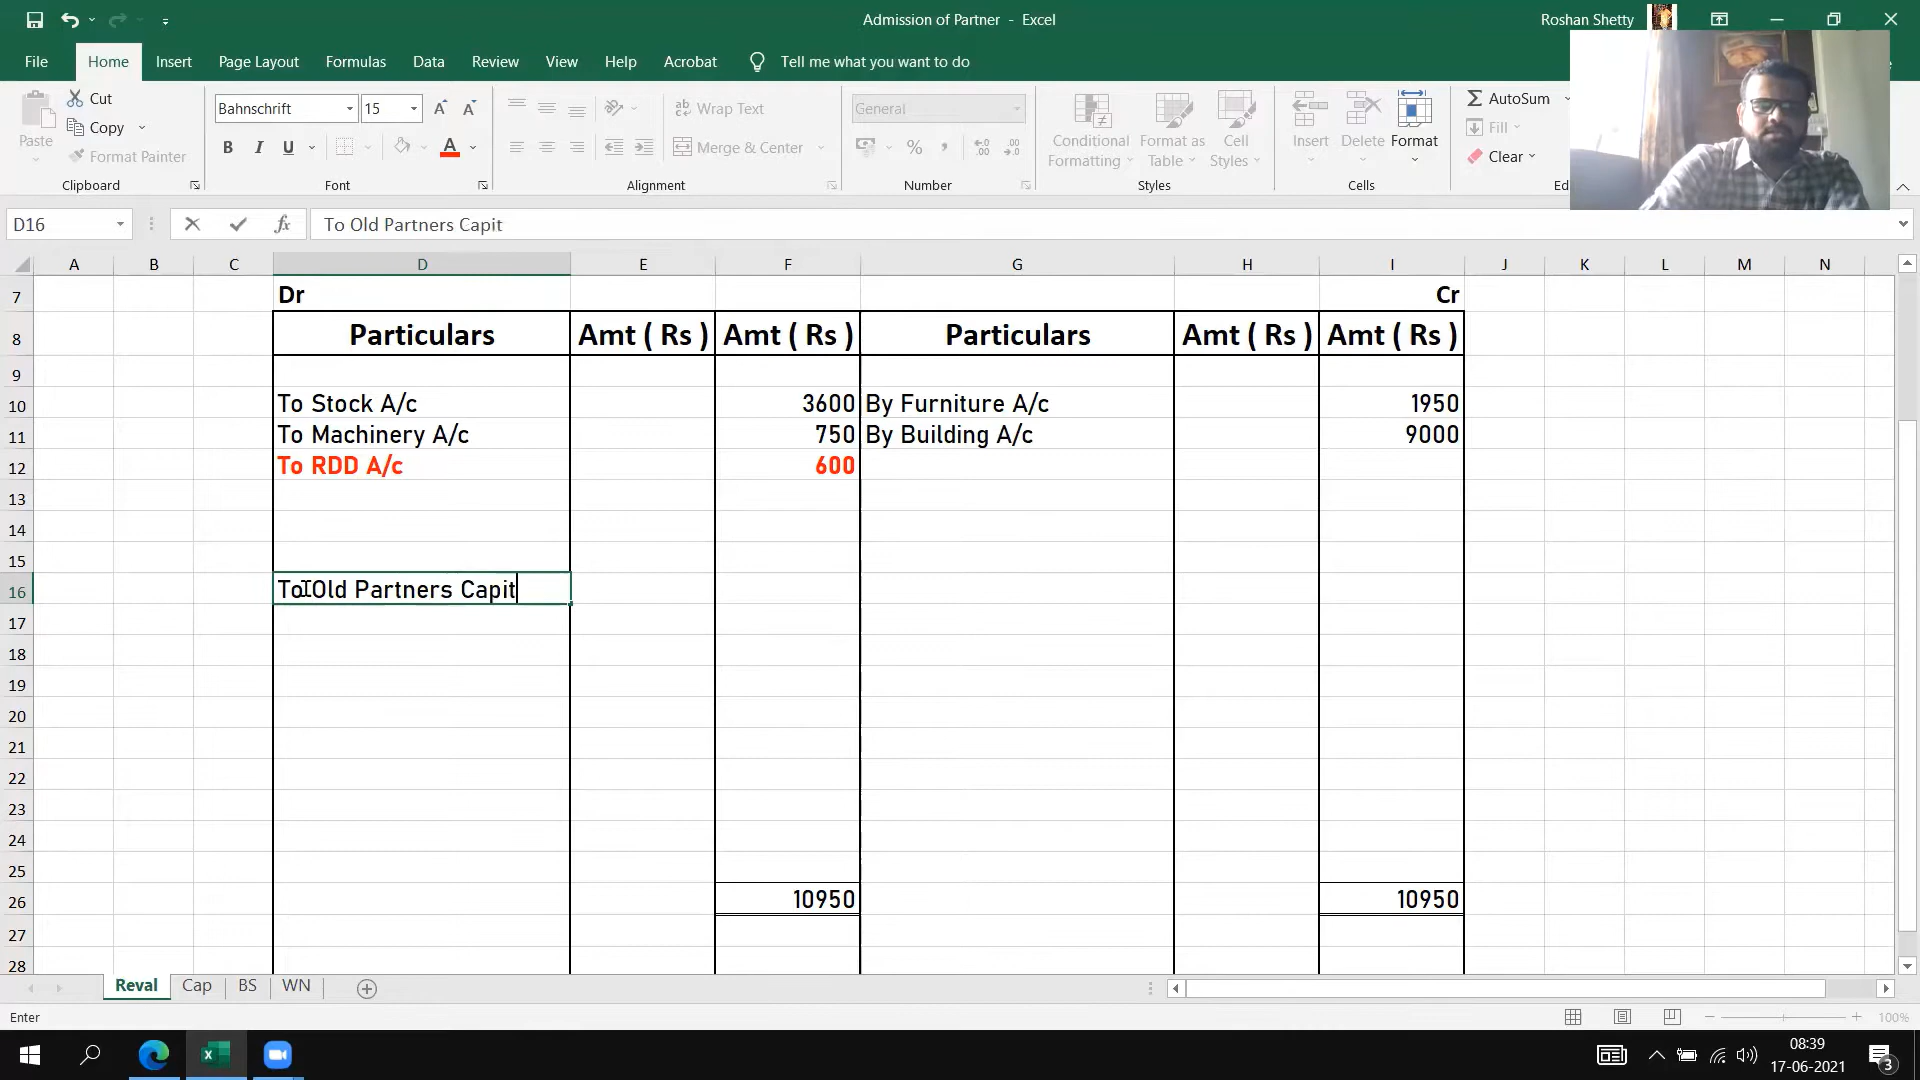 Admission of Partner - Excel
Roshan Shetty
File Home Insert Page Layout Formulas Data Review View Help Acrobat Tell me what you want to do
Paste
Cut
Copy
Format Painter
Clipboard
Bahnschrift 15
B I U A
Font
Wrap Text
Merge & Center
Alignment
General
%
Number
Conditional Formatting
Format as Table
Cell Styles
Styles
Insert Delete Format
Cells
AutoSum
Fill
Clear
D16 fx To Old Partners Capit
A B C D E F G H I J K L M N
7 Dr Cr
8 Particulars Amt ( Rs ) Amt ( Rs ) Particulars Amt ( Rs ) Amt ( Rs )
9
10 To Stock A/c 3600 By Furniture A/c 1950
11 To Machinery A/c 750 By Building A/c 9000
12 To RDD A/c 600
13
14
15
16 To Old Partners Capit
17
18
19
20
21
22
23
24
25
26 10950 10950
27
28
Reval Cap BS WN
Enter
100%
08:39
17-06-2021
3